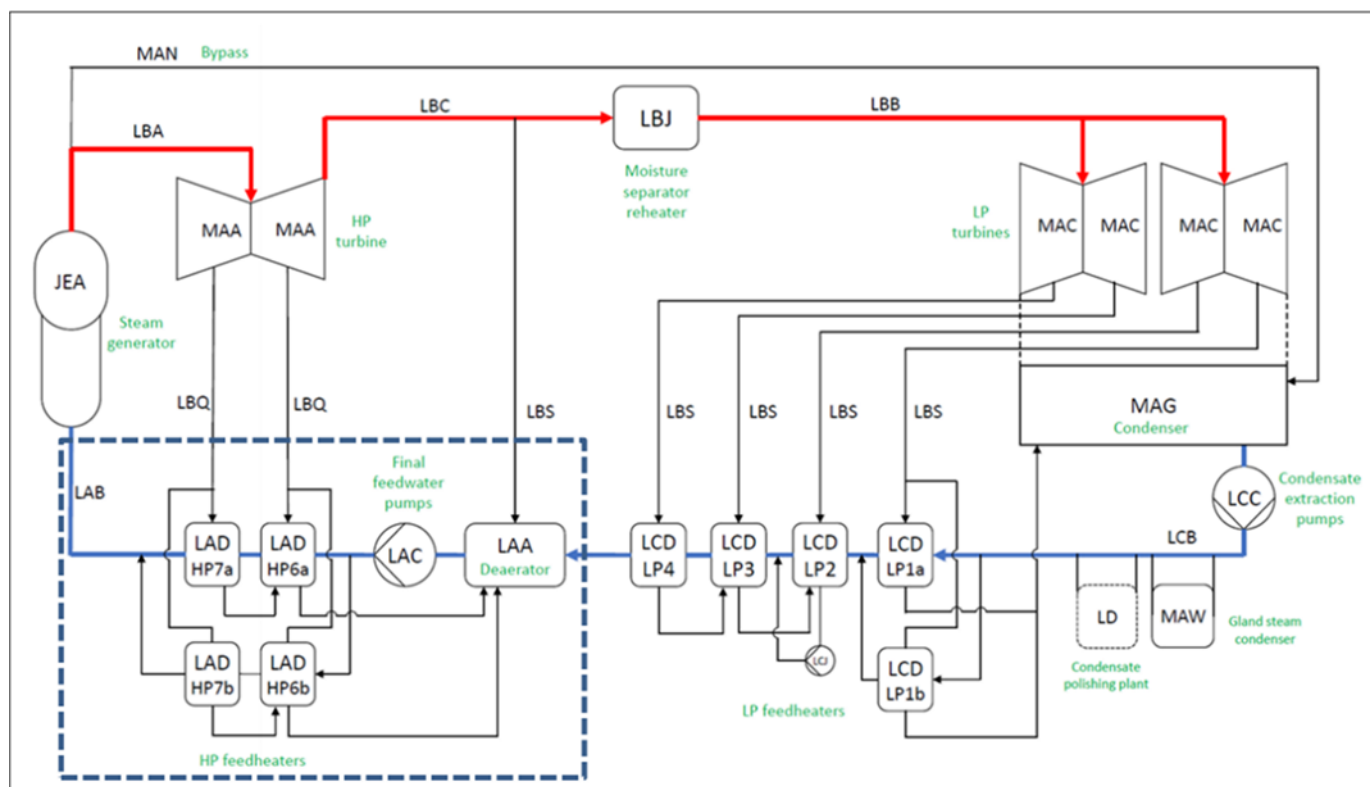 MAN
Bypass
LBA
LBC
LBJ
LBB
Moisture
separator
reheater
MAA
MAA
HP
turbine
LP
turbines
MAC
MAC
MAC
MAC
JEA
Steam
generator
LBQ
LBQ
LBS
LBS
LBS
LBS
LBS
MAG
Condenser
LAB
Final
feedwater
pumps
LCC
Condensate
extraction
pumps
LAD
HP7a
LAD
HP6a
LAC
LAA
Deaerator
LCD
LP4
LCD
LP3
LCD
LP2
LCD
LP1a
LCB
LAD
HP7b
LAD
HP6b
LCJ
LCD
LP1b
LD
MAW
Gland steam
condenser
Condensate
polishing plant
LP feedheaters
HP feedheaters